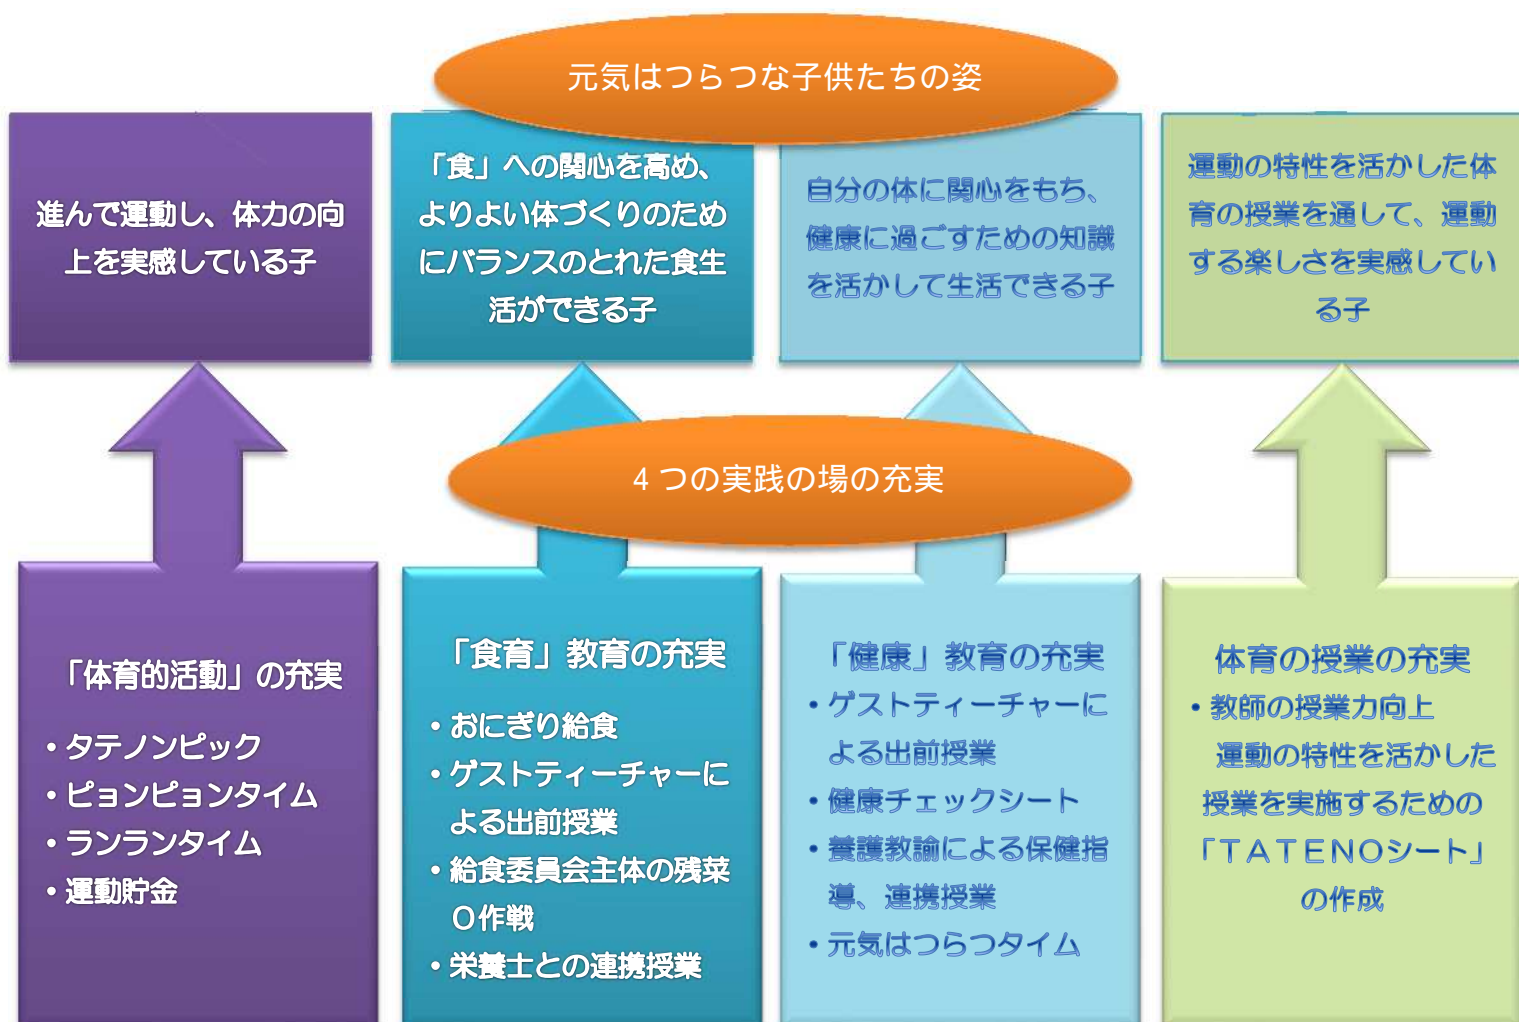 元気はつらつな子供たちの姿
進んで運動し、体力の向
上を実感している子
「食」への関心を高め、
よりよい体づくりのため
にバランスのとれた食生
活ができる子
自分の体に関心をもち、
健康に過ごすための知識
を活かして生活できる子
運動の特性を活かした体
育の授業を通して、運動
する楽しさを実感してい
る子
4つの実践の場の充実
「体育的活動」の充実
・タテノンピック
・ピョンピョンタイム
・ランランタイム
・運動貯金
「食育」教育の充実
・おにぎり給食
・ゲストティーチャーに
よる出前授業
・給食委員会主体の残菜
０作戦
・栄養士との連携授業
「健康」教育の充実
・ゲストティーチャーに
よる出前授業
・健康チェックシート
・養護教諭による保健指
導、連携授業
・元気はつらつタイム
体育の授業の充実
・教師の授業力向上
運動の特性を活かした
授業を実施するための
「ＴＡＴＥＮＯシート」
の作成